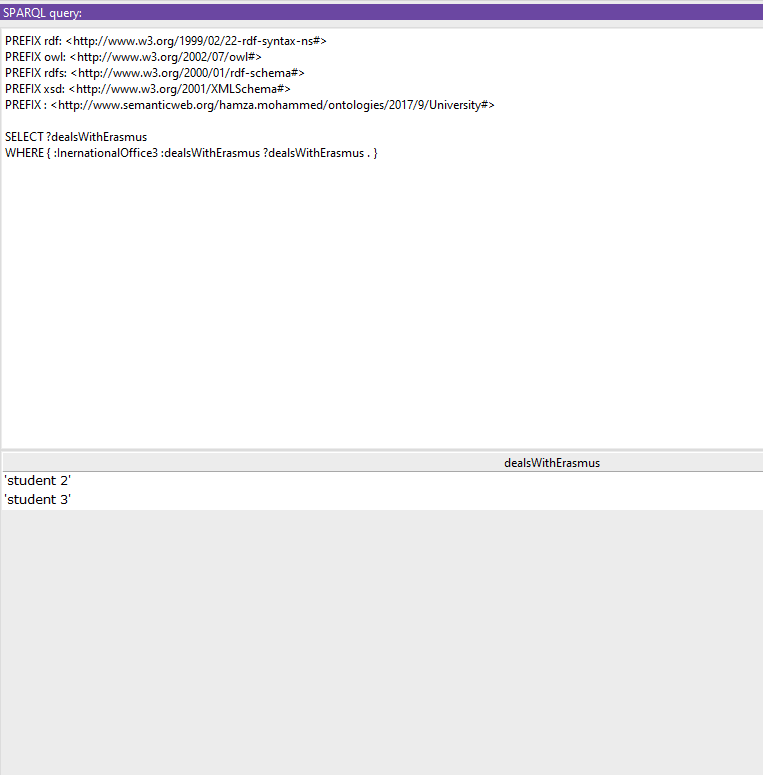 SPARQL query:
PREFIX rdf: <http://www.w3.org/1999/02/22-rdf-syntax-ns#>
PREFIX owl: <http://www.w3.org/2002/07/owl#>
PREFIX rdfs: <http://www.w3.org/2000/01/rdf-schema#>
PREFIX xsd: <http://www.w3.org/2001/XMLSchema#>
PREFIX : <http://www.semanticweb.org/hamza.mohammed/ontologies/2017/9/University#>
SELECT ?dealsWithErasmus
WHERE { :InernationalOffice3 :dealsWithErasmus ?dealsWithErasmus . }
dealsWithErasmus
'student 2'
'student 3'